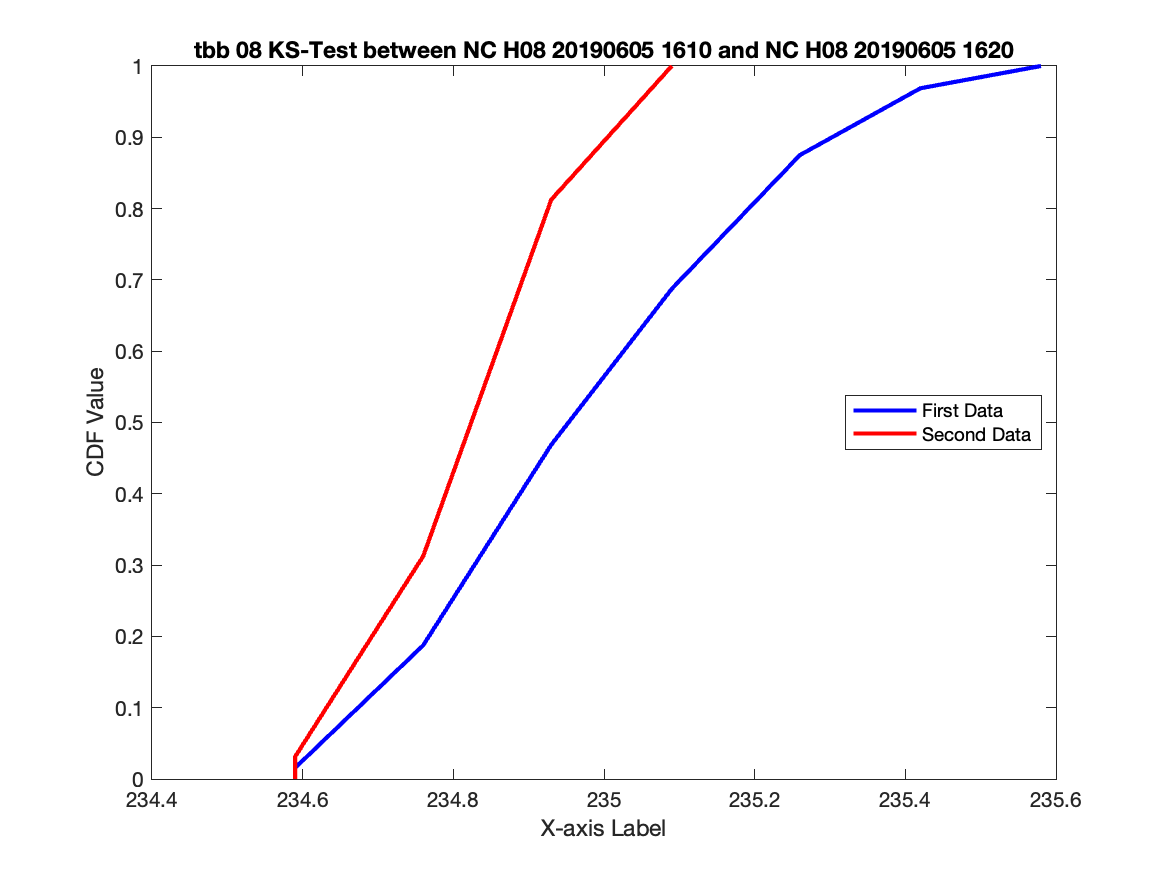 tbb 08 KS-Test between NC H08 20190605 1610 and NC H08 20190605 1620
1
0.9
0.8
0.7
0.6
0.5
0.4
0.3
0.2
0.1
0
CDF Value
First Data
Second Data
234.4 234.6 234.8 235 235.2 235.4 235.6
X-axis Label